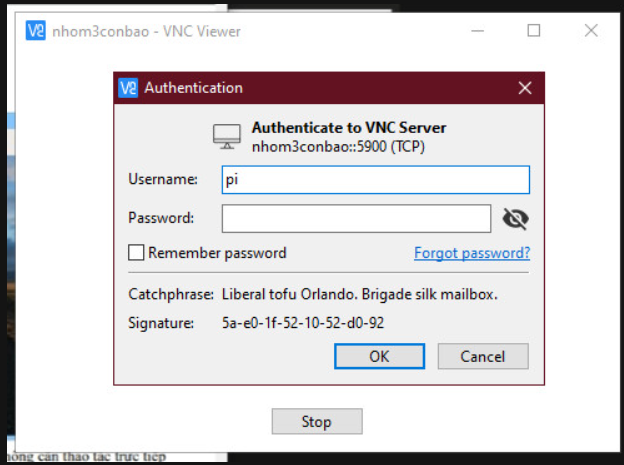 nhom3conbao - VNC Viewer
Authentication
Authenticate to VNC Server
nhom3conbao::5900 (TCP)
Username: pi
Password:
Remember password Forgot password?
Catchphrase: Liberal tofu Orlando. Brigade silk mailbox.
Signature: 5a-e0-1f-52-10-52-d0-92
OK Cancel
Stop
cần thao tác trực tiếp